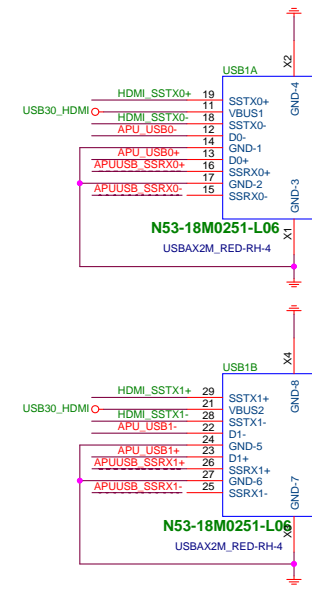 X2
USB1A
GND-4
HDMI_SSTX0+ 19 SSTX0+
USB30_HDMI 11 VBUS1
HDMI_SSTX0- 18 SSTX0-
APU_USB0- 12 D0-
14 GND-1
APU_USB0+ 13 D0+
APUUSB_SSRX0+ 16 SSRX0+
17 GND-2
APUUSB_SSRX0- 15 SSRX0-
GND-3
N53-18M0251-L06
X1
USBAX2M_RED-RH-4
X4
USB1B
GND-8
HDMI_SSTX1+ 29 SSTX1+
USB30_HDMI 21 VBUS2
HDMI_SSTX1- 28 SSTX1-
APU_USB1- 22 D1-
24 GND-5
APU_USB1+ 23 D1+
APUUSB_SSRX1+ 26 SSRX1+
27 GND-6
APUUSB_SSRX1- 25 SSRX1-
GND-7
N53-18M0251-L06
USBAX2M_RED-RH-4